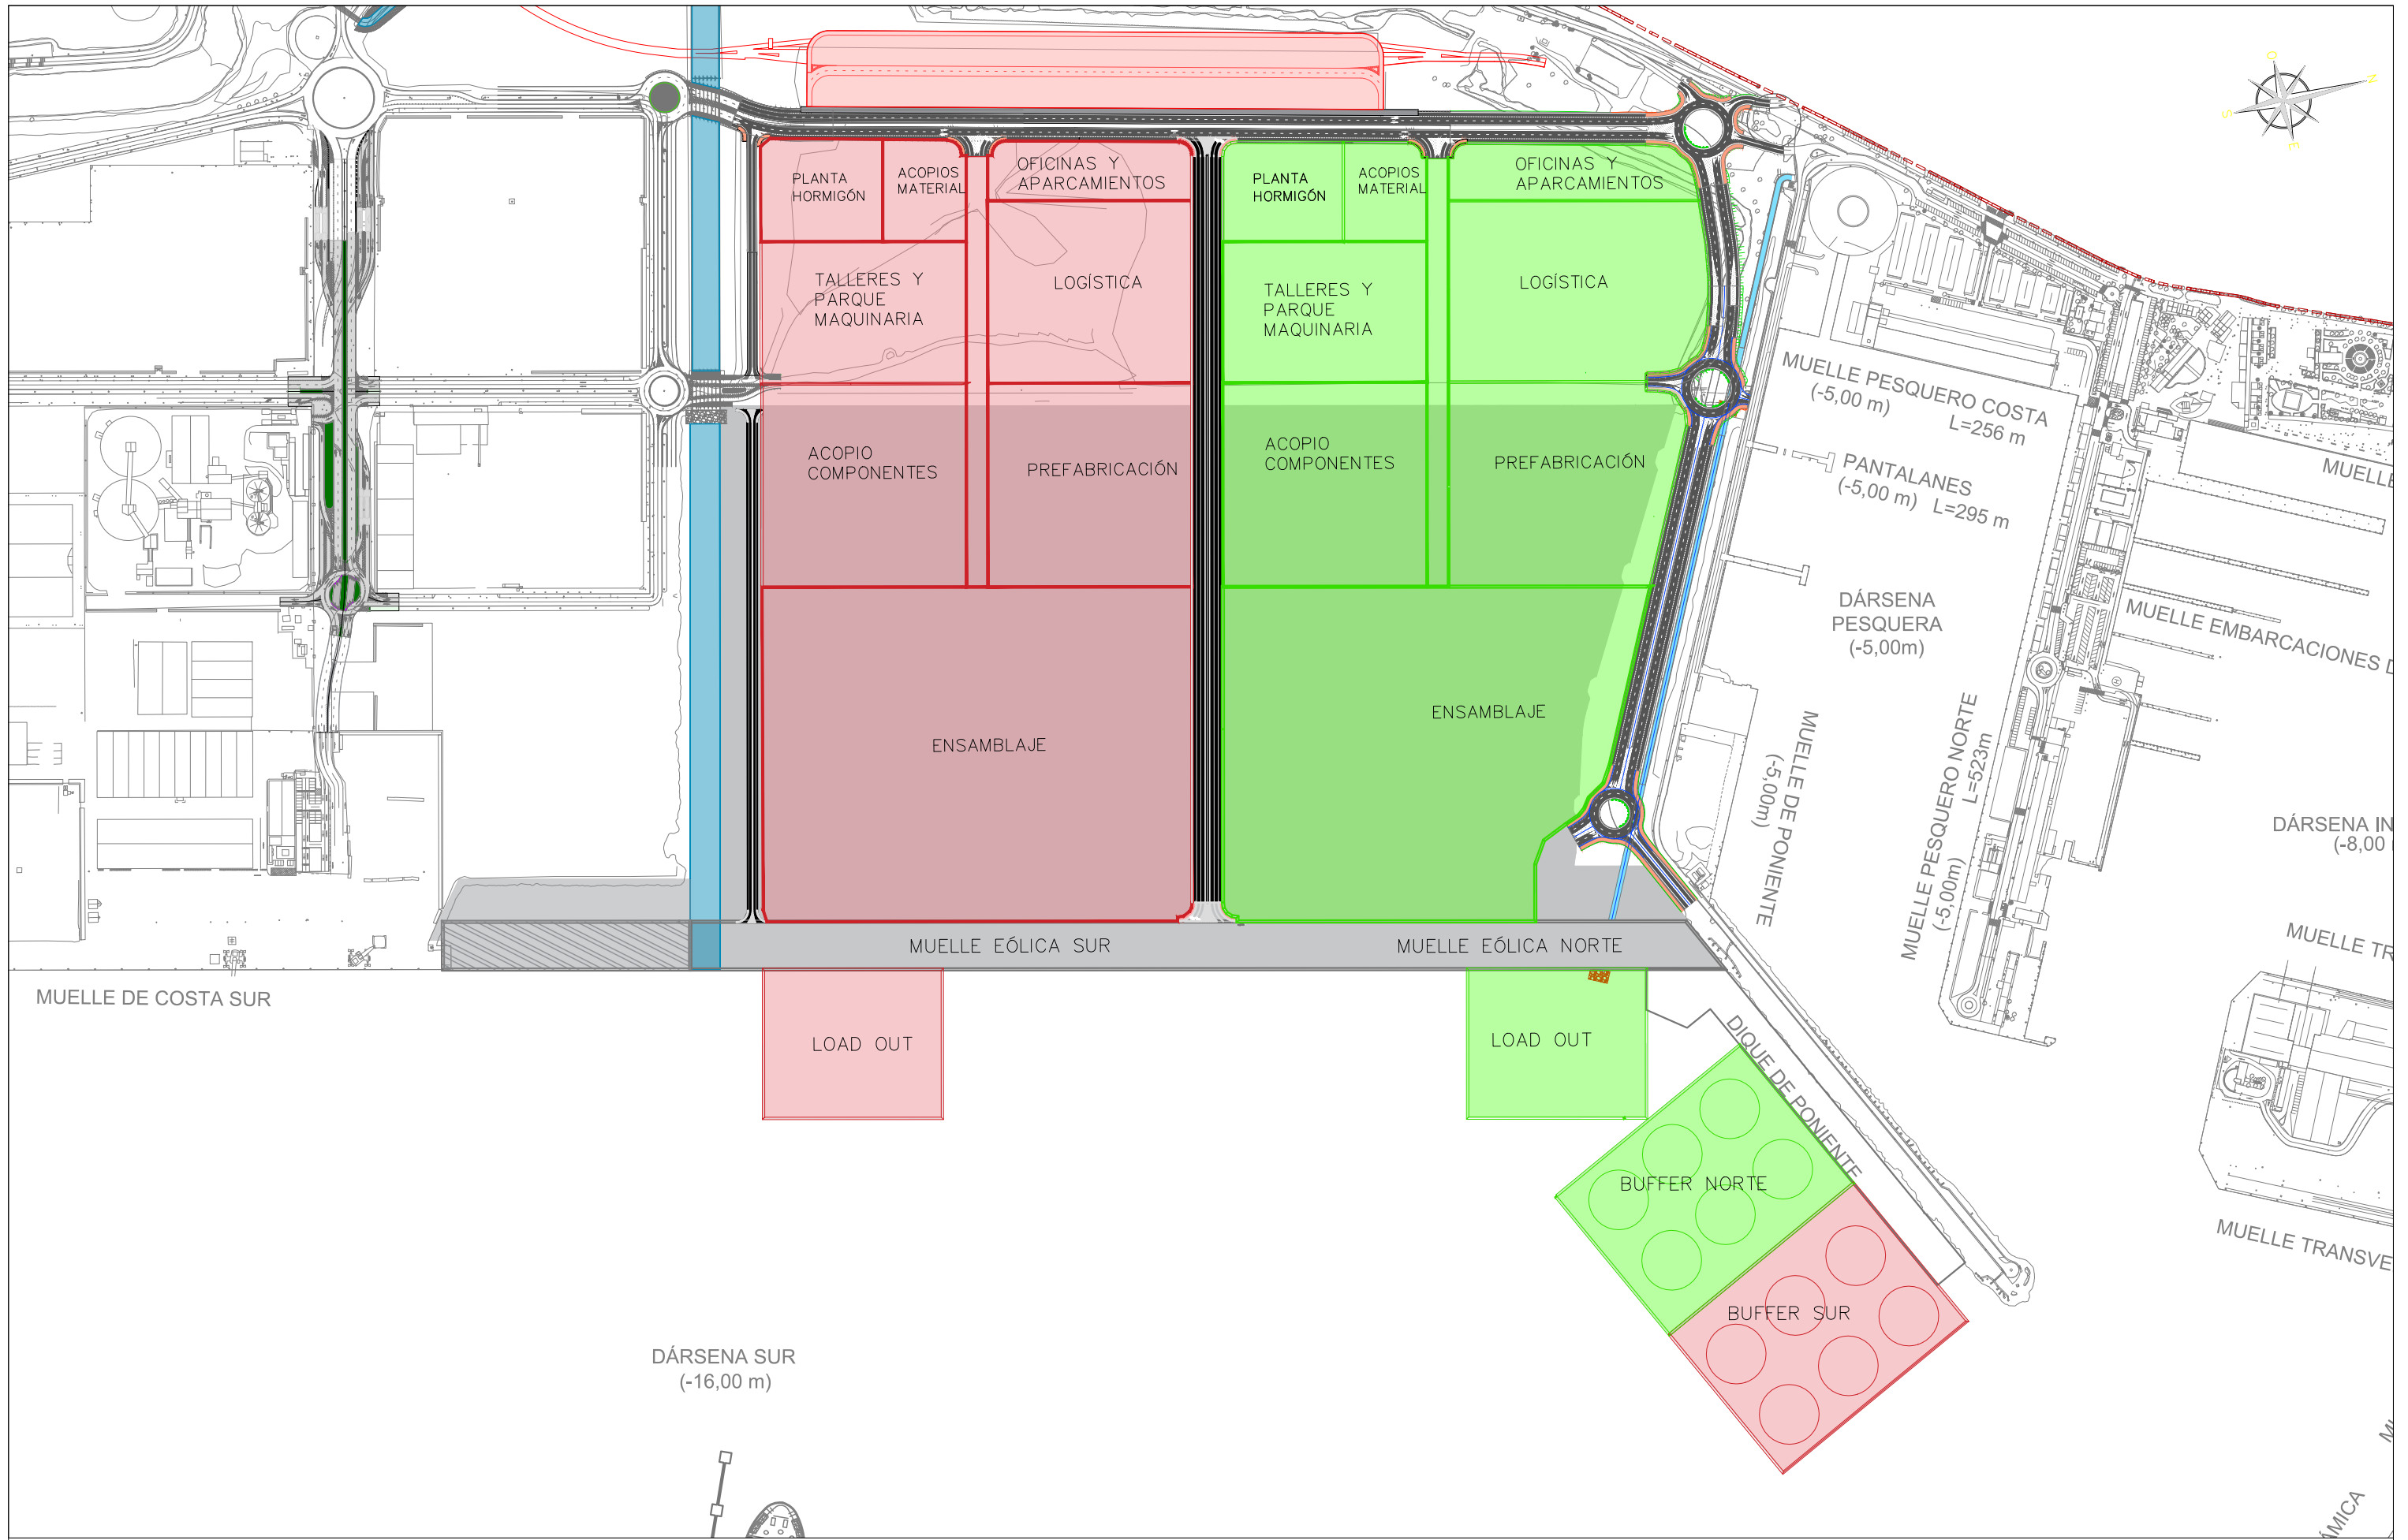 O
N
S
E
PLANTA
HORMIGÓN
ACOPIOS
MATERIAL
OFICINAS Y
APARCAMIENTOS
PLANTA
HORMIGÓN
ACOPIOS
MATERIAL
OFICINAS Y
APARCAMIENTOS
TALLERES Y
PARQUE
MAQUINARIA
LOGÍSTICA
TALLERES Y
PARQUE
MAQUINARIA
LOGÍSTICA
MUELLE PESQUERO COSTA
(-5,00 m)
L=256 m
ACOPIO
COMPONENTES
PREFABRICACIÓN
ACOPIO
COMPONENTES
PREFABRICACIÓN
PANTALANES
(-5,00 m) L=295 m
MUELLE
DÁRSENA
PESQUERA
(-5,00m)
MUELLE EMBARCACIONES D
ENSAMBLAJE
ENSAMBLAJE
MUELLE DE PONIENTE
(-5,00m)
MUELLE PESQUERO NORTE
(-5,00m)
L=523m
DÁRSENA IN
(-8,00
MUELLE EÓLICA SUR
MUELLE EÓLICA NORTE
MUELLE TR
MUELLE DE COSTA SUR
LOAD OUT
LOAD OUT
DIQUE DE PONIENTE
BUFFER NORTE
BUFFER SUR
MUELLE TRANSVE
DÁRSENA SUR
(-16,00 m)
ÁMICA